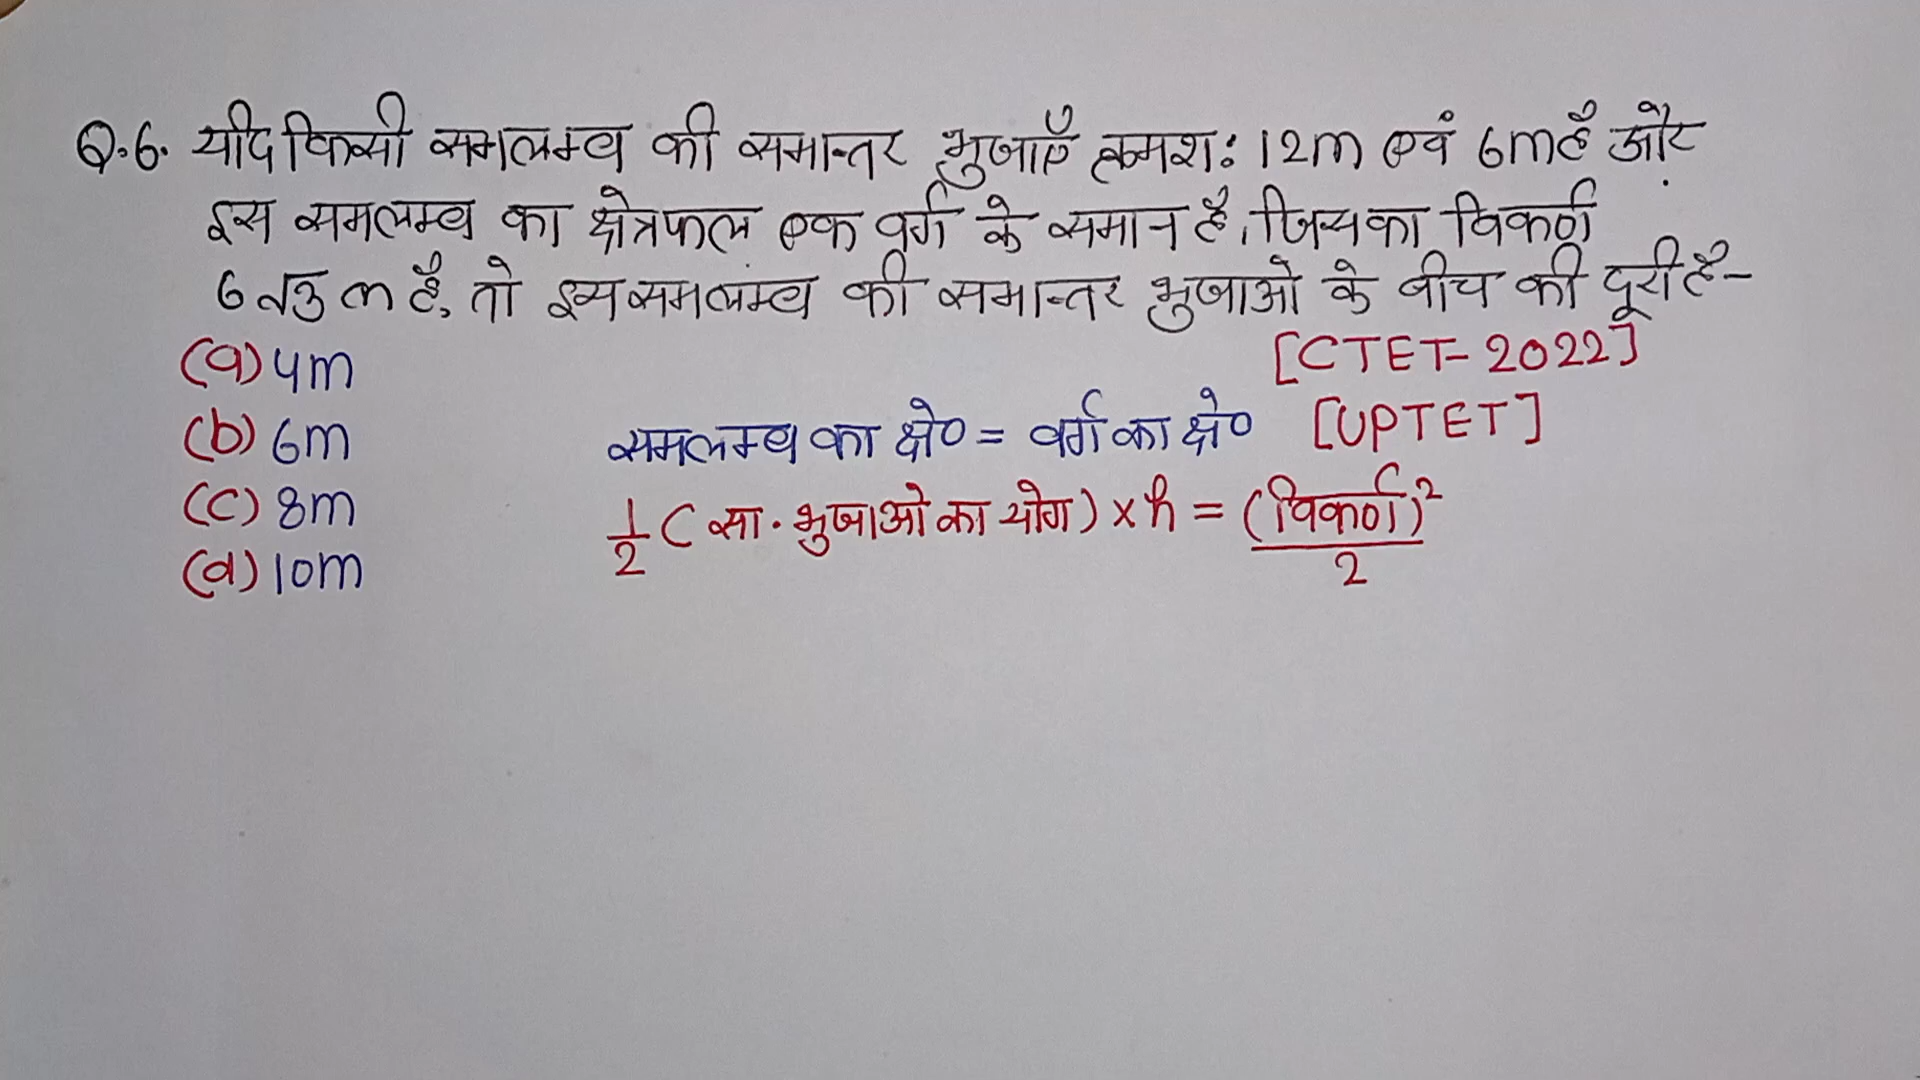 Q.6. यदि किसी समलम्ब की समान्तर भुजाएँ क्रमशः 12m एवं 6m है और
इस समलम्ब का क्षेत्रफल एक वर्ग के समान है, जिसका विकर्ण
6√3 m है, तो इस समलम्ब की समान्तर भुजाओ के बीच की दूरी है-
(a) 4m
[CTET-2022]
(b) 6m
समलम्ब का क्षे० = वर्ग का क्षे० [UPTET]
(c) 8m
1/2 (सा. भुजाओ का योग) × h = (विकर्ण)²/2
(d) 10m